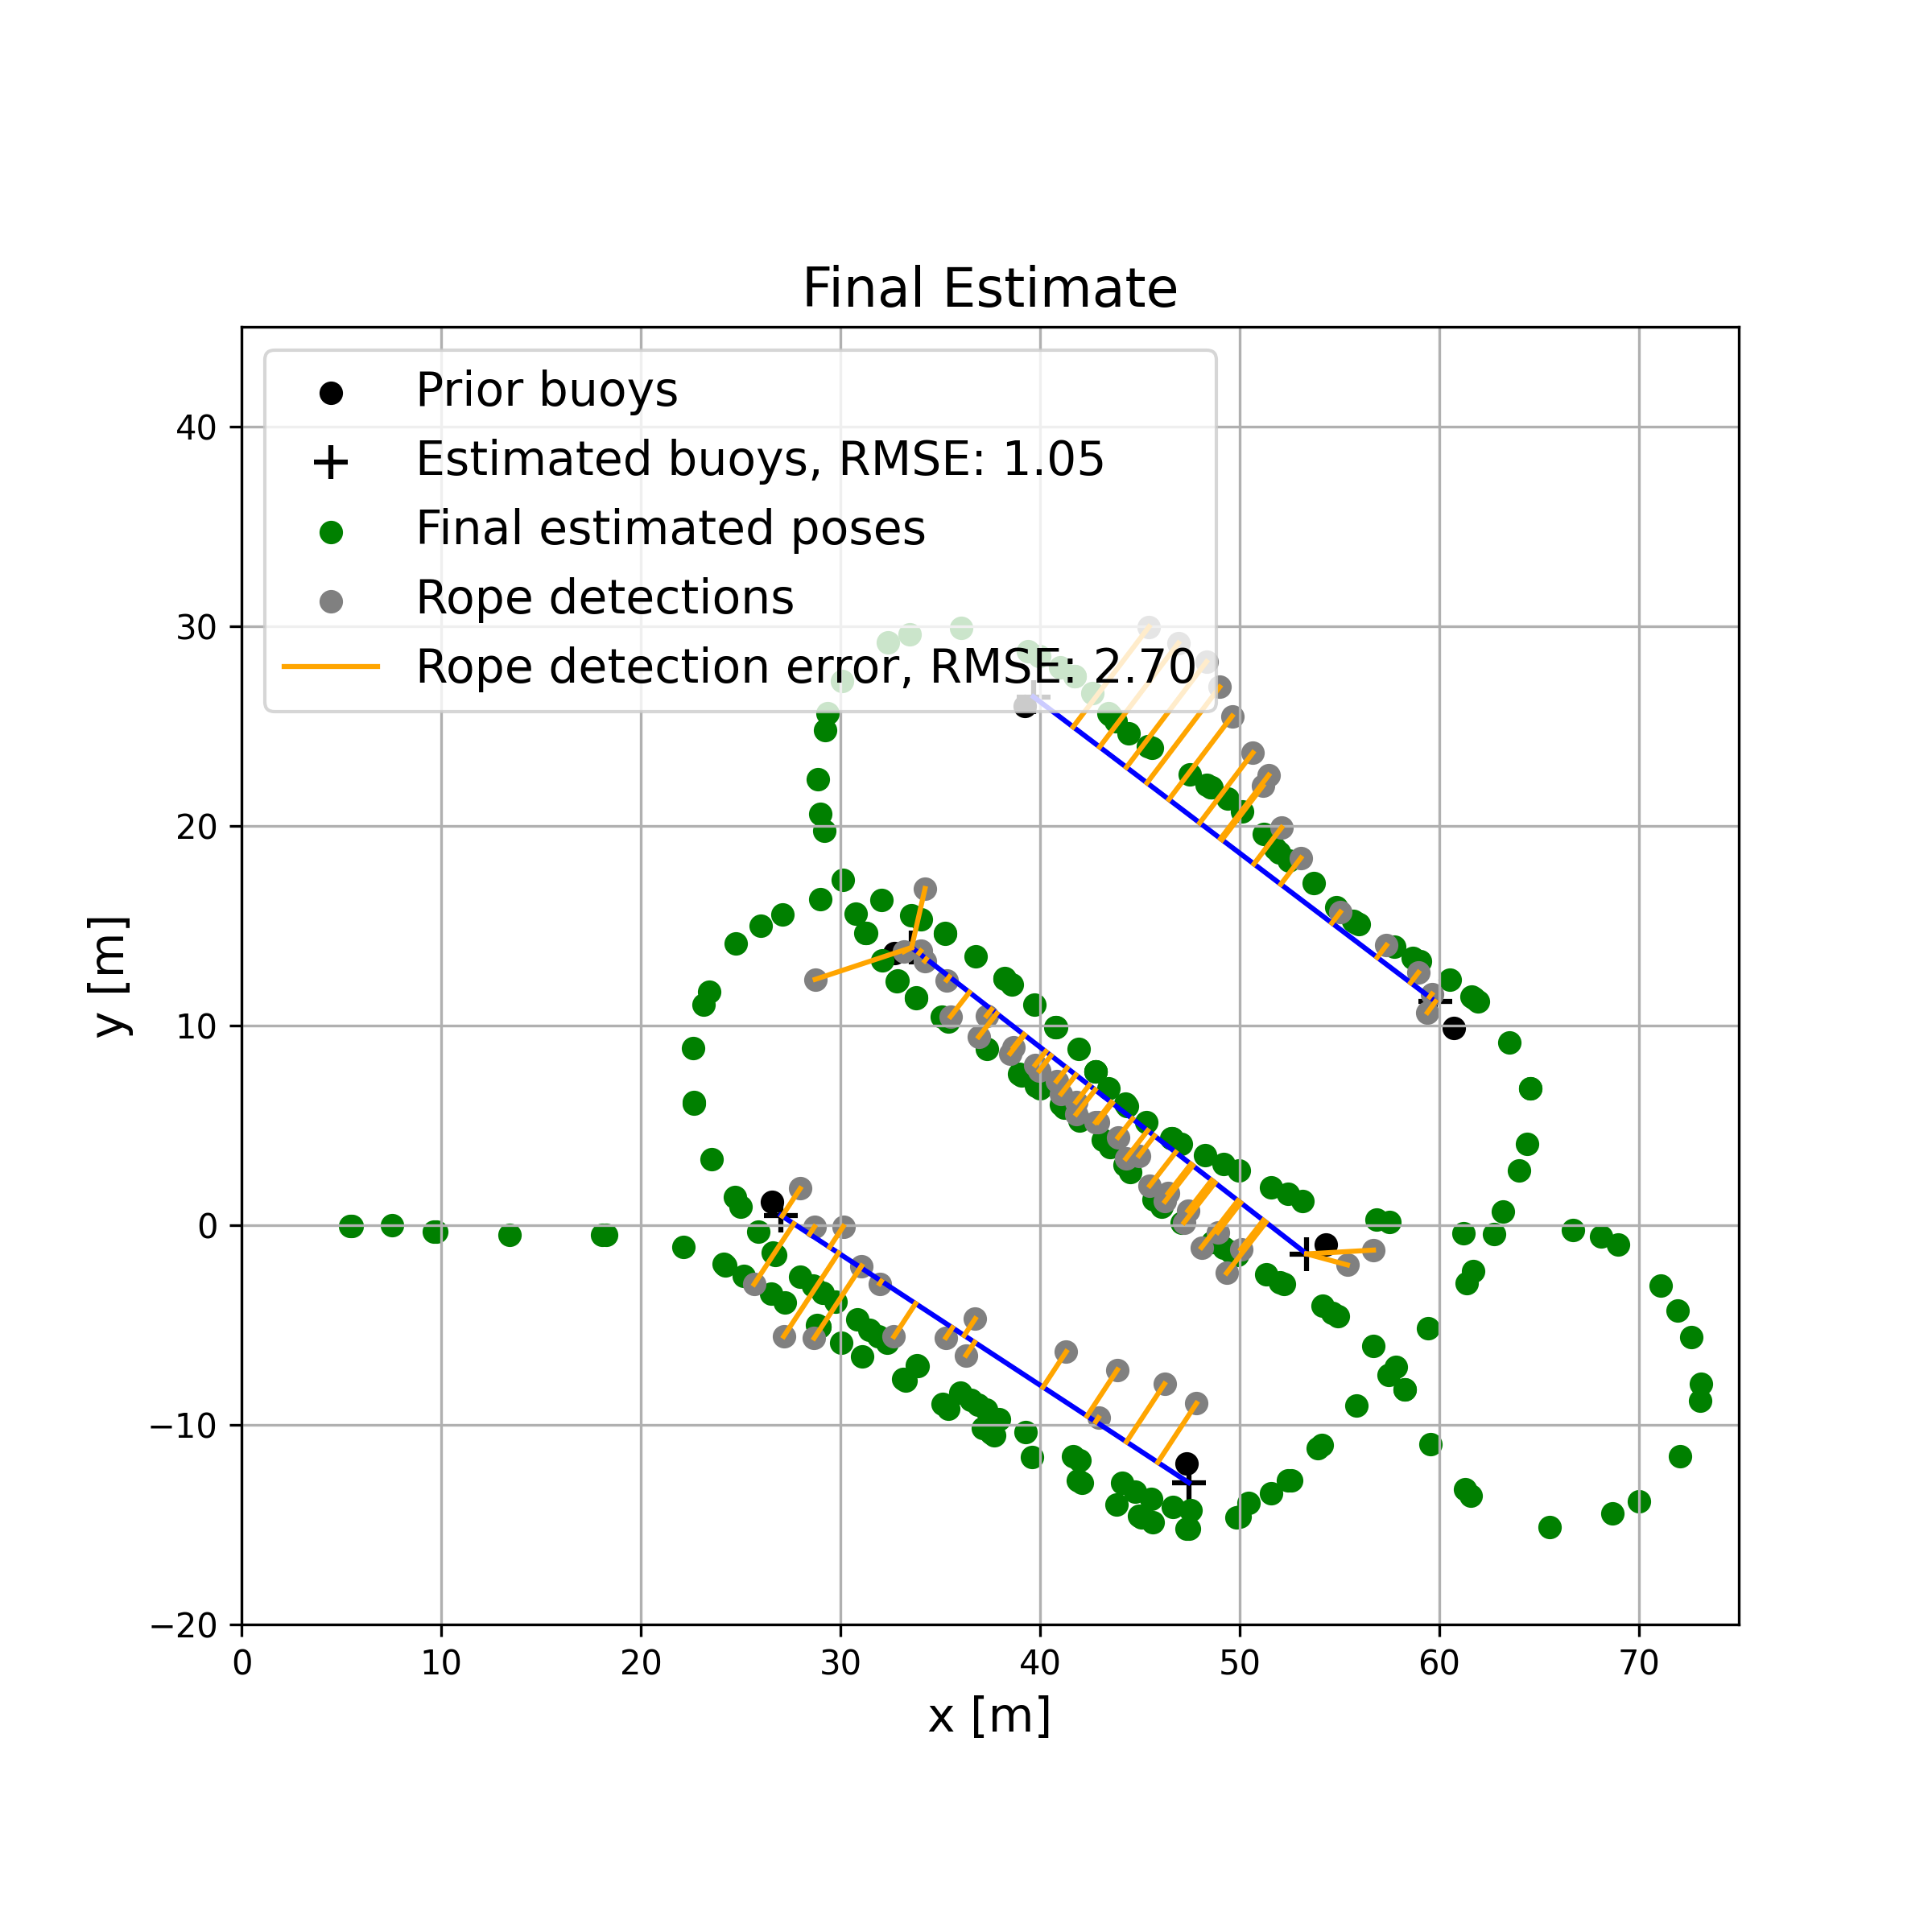 Final Estimate
Prior buoys
Estimated buoys, RMSE: 1.05
Final estimated poses
Rope detections
Rope detection error, RMSE: 2.70
40
30
20
10
0
−10
−20
y [m]
0 10 20 30 40 50 60 70
x [m]